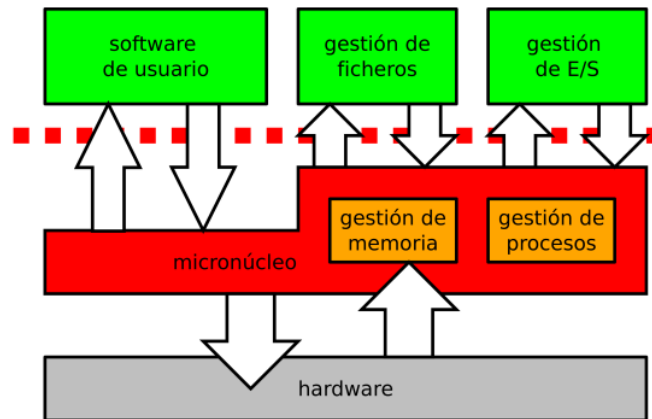 software
de usuario
gestión de
ficheros
gestión
de E/S
gestión de
memoria
gestión de
procesos
micronúcleo
hardware